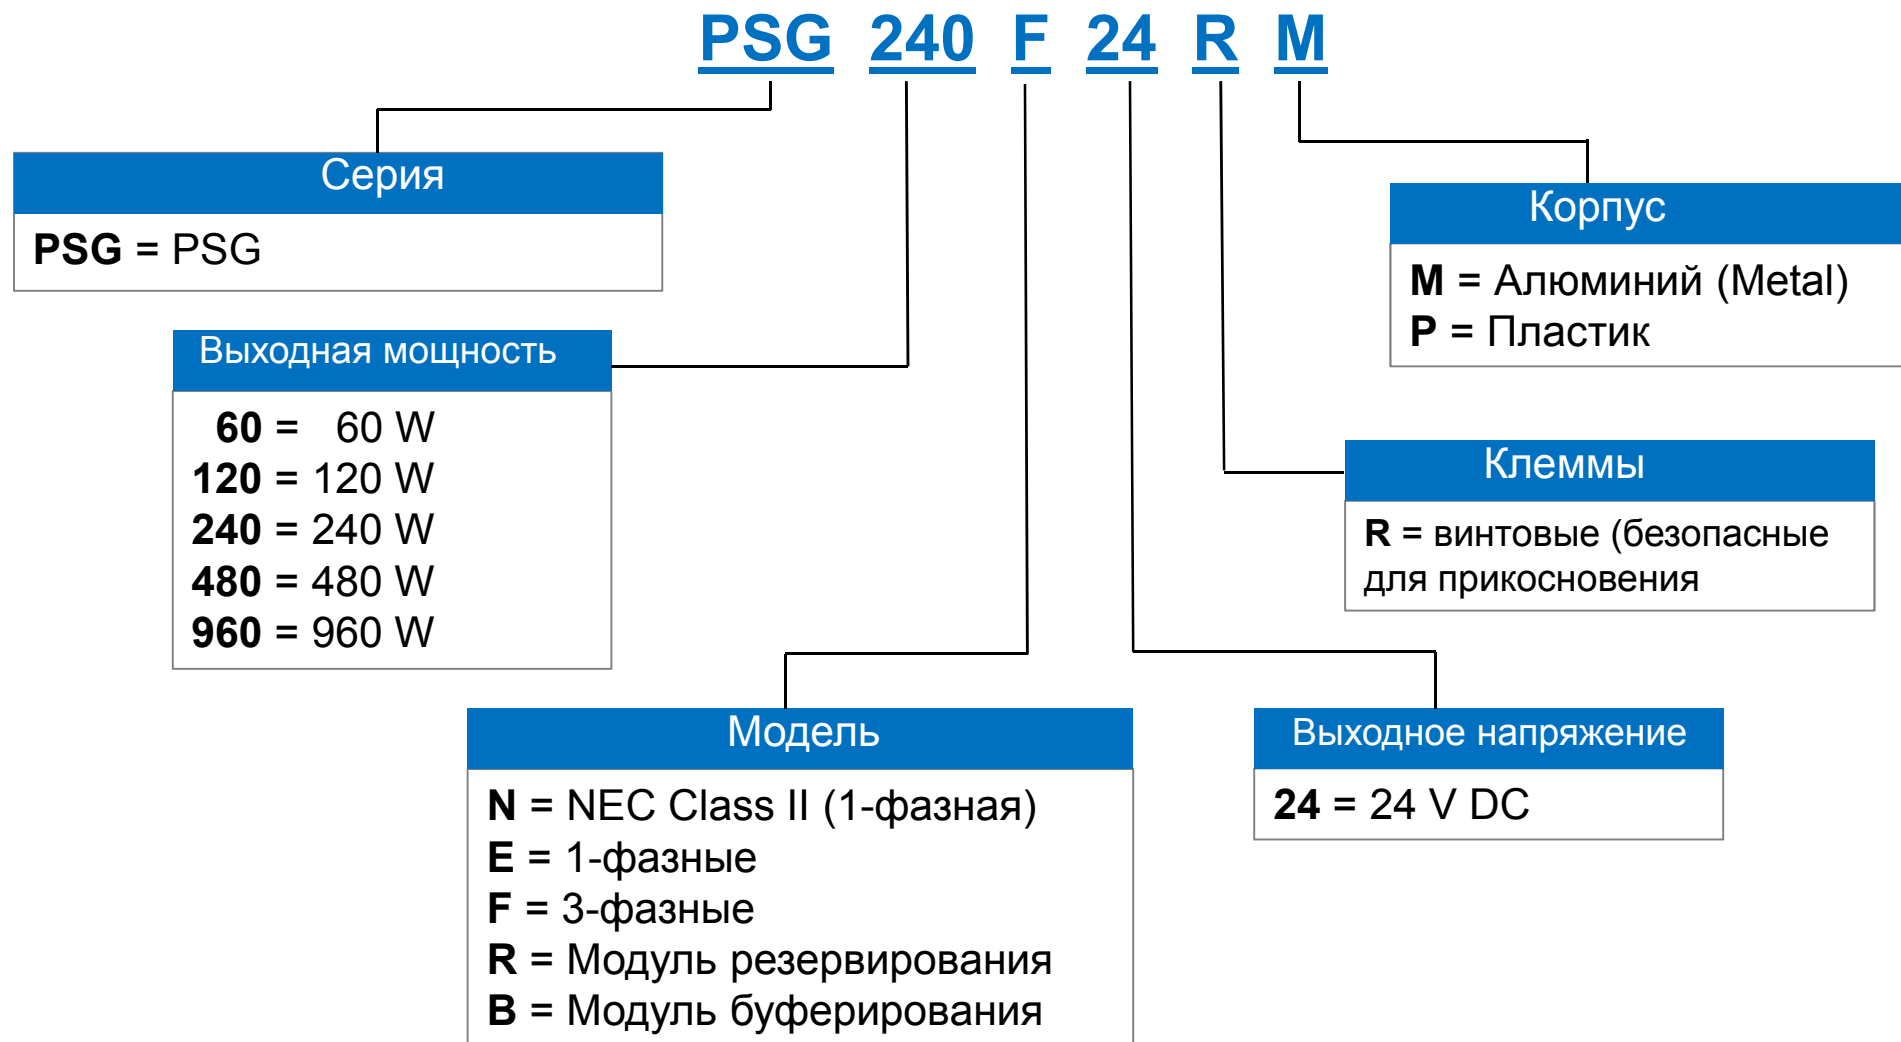 PSG 240 F 24 R M
Серия
PSG = PSG
Выходная мощность
60 = 60 W
120 = 120 W
240 = 240 W
480 = 480 W
960 = 960 W
Модель
N = NEC Class II (1-фазная)
E = 1-фазные
F = 3-фазные
R = Модуль резервирования
B = Модуль буферирования
Выходное напряжение
24 = 24 V DC
Клеммы
R = винтовые (безопасные
для прикосновения
Корпус
M = Алюминий (Metal)
P = Пластик